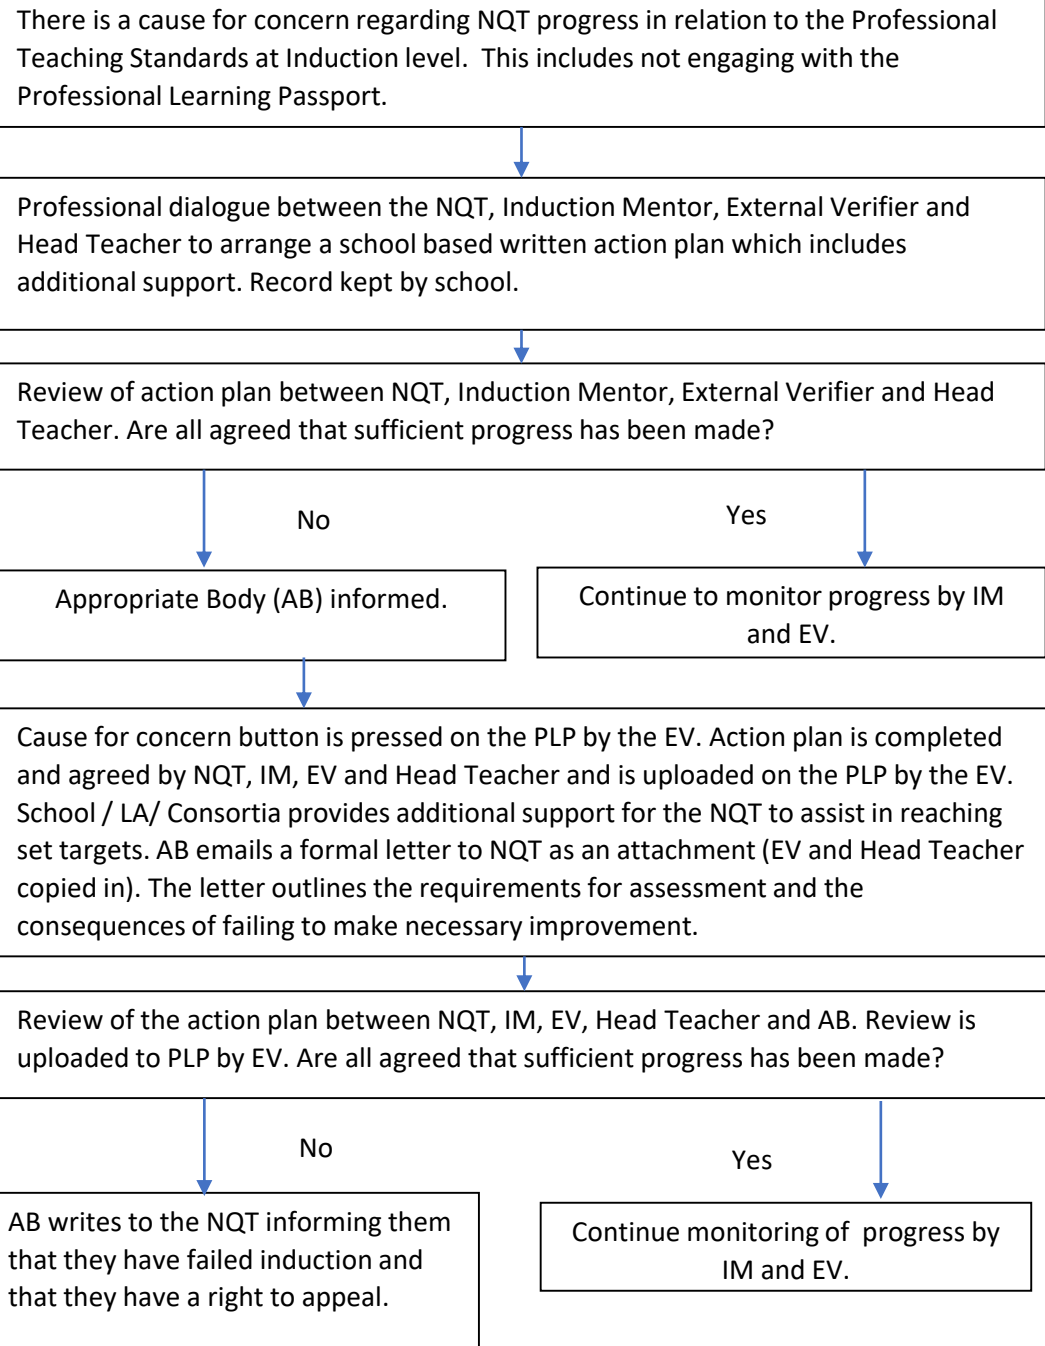 There is a cause for concern regarding NQT progress in relation to the Professional
Teaching Standards at Induction level.  This includes not engaging with the
Professional Learning Passport.
Professional dialogue between the NQT, Induction Mentor, External Verifier and
Head Teacher to arrange a school based written action plan which includes
additional support. Record kept by school.
Review of action plan between NQT, Induction Mentor, External Verifier and Head
Teacher. Are all agreed that sufficient progress has been made?
No
Yes
Appropriate Body (AB) informed.
Continue to monitor progress by IM
and EV.
Cause for concern button is pressed on the PLP by the EV. Action plan is completed
and agreed by NQT, IM, EV and Head Teacher and is uploaded on the PLP by the EV.
School / LA/ Consortia provides additional support for the NQT to assist in reaching
set targets. AB emails a formal letter to NQT as an attachment (EV and Head Teacher
copied in). The letter outlines the requirements for assessment and the
consequences of failing to make necessary improvement.
Review of the action plan between NQT, IM, EV, Head Teacher and AB. Review is
uploaded to PLP by EV. Are all agreed that sufficient progress has been made?
No
Yes
AB writes to the NQT informing them
that they have failed induction and
that they have a right to appeal.
Continue monitoring of  progress by
IM and EV.